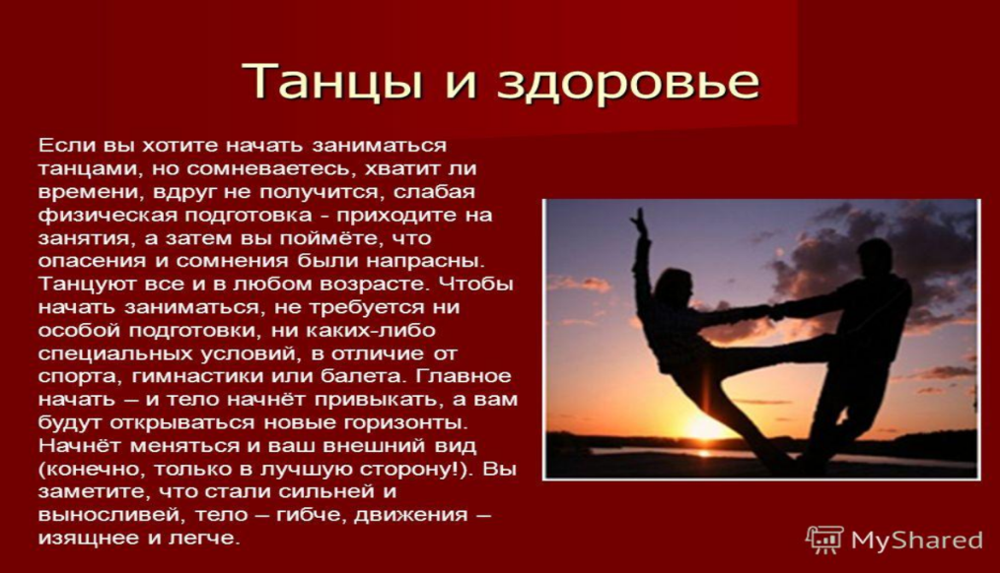 Танцы и здоровье
Если вы хотите начать заниматься
танцами, но сомневаетесь, хватит ли
времени, вдруг не получится, слабая
физическая подготовка - приходите на
занятия, а затем вы поймёте, что
опасения и сомнения были напрасны.
Танцуют все и в любом возрасте. Чтобы
начать заниматься, не требуется ни
особой подготовки, ни каких-либо
специальных условий, в отличие от
спорта, гимнастики или балета. Главное
начать – и тело начнёт привыкать, а вам
будут открываться новые горизонты.
Начнёт меняться и ваш внешний вид
(конечно, только в лучшую сторону!). Вы
заметите, что стали сильней и
выносливей, тело – гибче, движения –
изящнее и легче.
MyShared